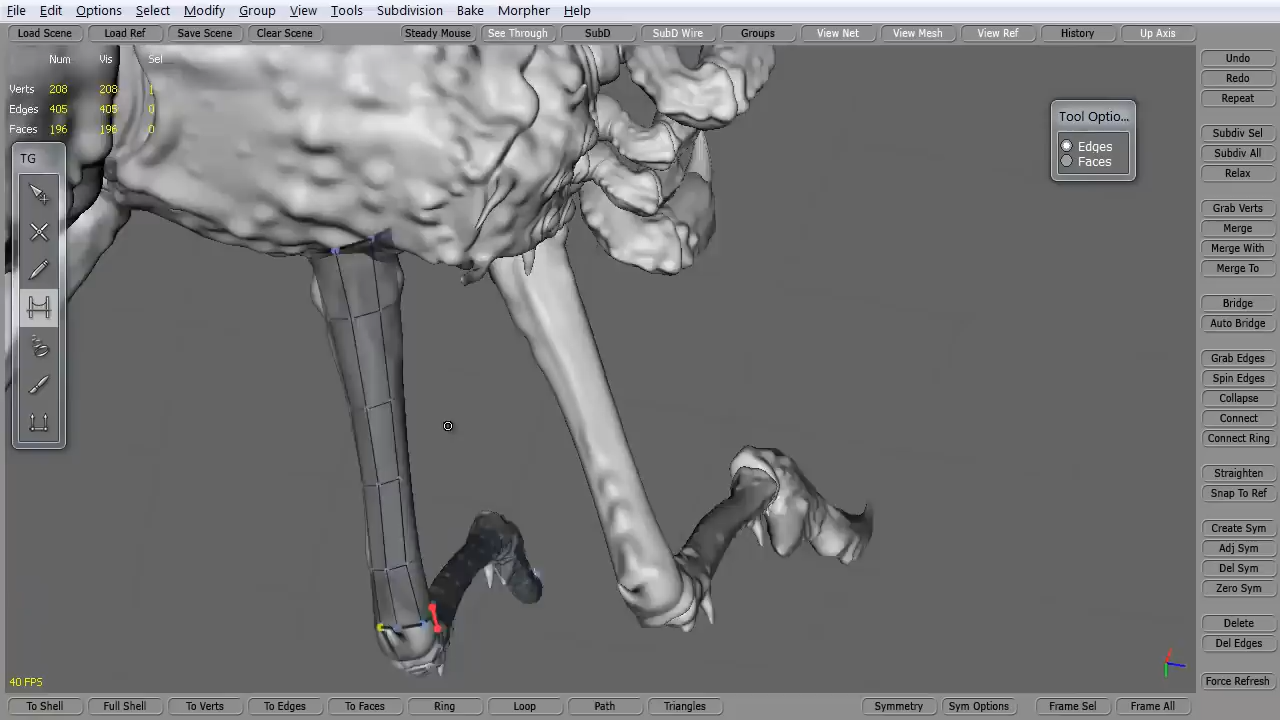 File Edit Options Select Modify Group View Tools Subdivision Bake Morpher Help
Load Scene Load Ref Save Scene Clear Scene Steady Mouse See Through SubD SubD Wire Groups View Net View Mesh View Ref History Up Axis
Num Vis Sel
Verts 208 208 1
Edges 405 405 0
Faces 196 196 0
TG
Tool Optio...
Edges
Faces
Undo
Redo
Repeat
Subdiv Sel
Subdiv All
Relax
Grab Verts
Merge
Merge With
Merge To
Bridge
Auto Bridge
Grab Edges
Spin Edges
Collapse
Connect
Connect Ring
Straighten
Snap To Ref
Create Sym
Adj Sym
Del Sym
Zero Sym
Delete
Del Edges
Force Refresh
40 FPS
To Shell Full Shell To Verts To Edges To Faces Ring Loop Path Triangles Symmetry Sym Options Frame Sel Frame All